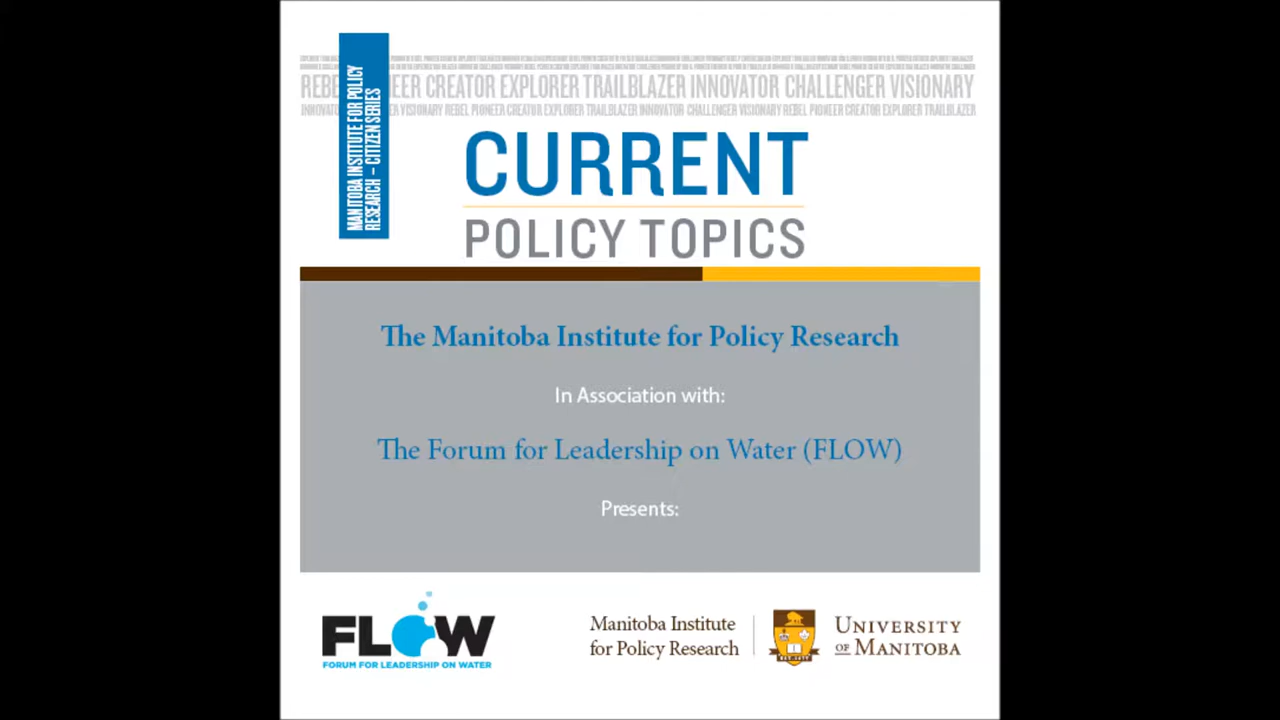 REBEL PIONEER CREATOR EXPLORER TRAILBLAZER INNOVATOR CHALLENGER VISIONARY
VISIONARY REBEL PIONEER CREATOR EXPLORER TRAILBLAZER INNOVATOR CHALLENGER VISIONARY REBEL PIONEER CREATOR EXPLORER TRAILBLAZER
MANITOBA INSTITUTE FOR POLICY
RESEARCH – CITIZEN SERIES
CURRENT
POLICY TOPICS
The Manitoba Institute for Policy Research
In Association with:
The Forum for Leadership on Water (FLOW)
Presents:
FLOW
FORUM FOR LEADERSHIP ON WATER
Manitoba Institute
for Policy Research
UNIVERSITY
OF MANITOBA